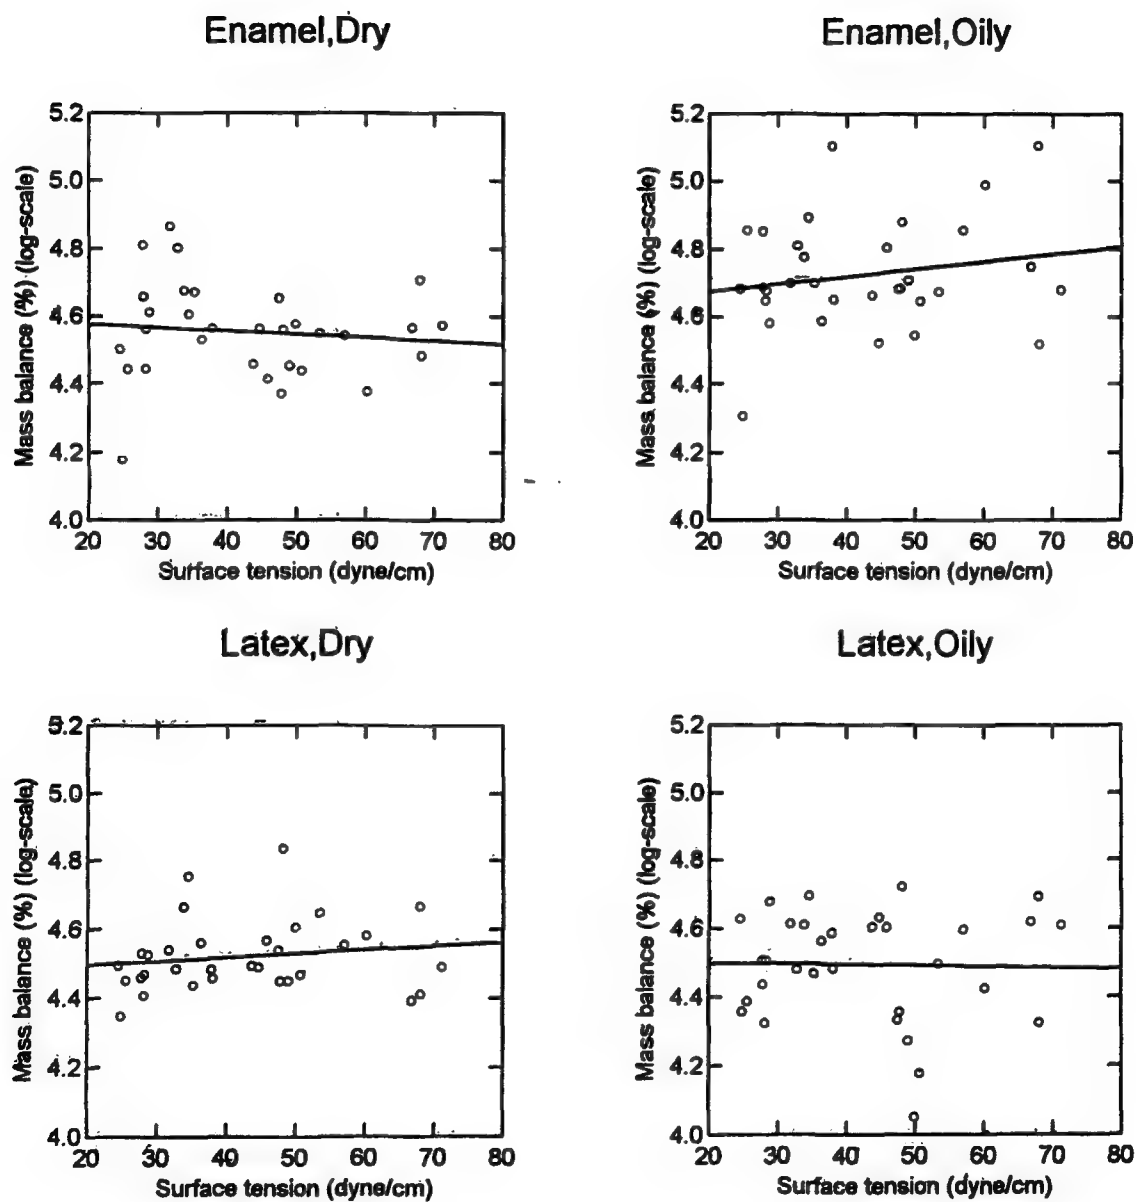 Enamel,Dry
5.2
5.0
4.8
4.6
4.4
4.2
4.0
Mass balance (%) (log-scale)
20 30 40 50 60 70 80
Surface tension (dyne/cm)
Enamel,Oily
5.2
5.0
4.8
4.6
4.4
4.2
4.0
Mass balance (%) (log-scale)
20 30 40 50 60 70 80
Surface tension (dyne/cm)
Latex,Dry
5.2
5.0
4.8
4.6
4.4
4.2
4.0
Mass balance (%) (log-scale)
20 30 40 50 60 70 80
Surface tension (dyne/cm)
Latex,Oily
5.2
5.0
4.8
4.6
4.4
4.2
4.0
Mass balance (%) (log-scale)
20 30 40 50 60 70 80
Surface tension (dyne/cm)